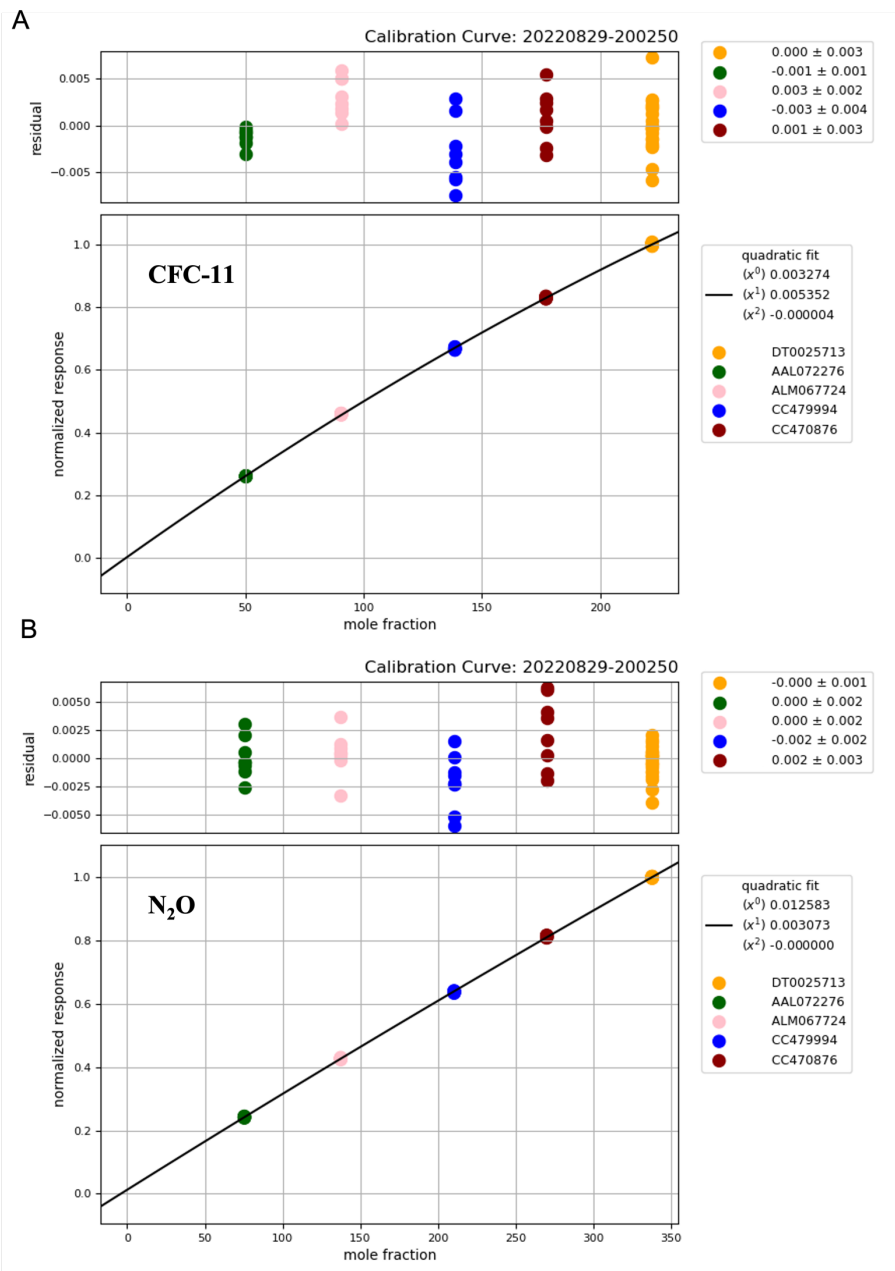 A
Calibration Curve: 20220829-200250
0.005
0.000
−0.005
residual
0.000 ± 0.003
-0.001 ± 0.001
0.003 ± 0.002
-0.003 ± 0.004
0.001 ± 0.003
CFC-11
1.0
0.8
0.6
0.4
0.2
0.0
normalized response
0
50
100
150
200
mole fraction
quadratic fit
(x⁰) 0.003274
(x¹) 0.005352
(x²) -0.000004
DT0025713
AAL072276
ALM067724
CC479994
CC470876
B
Calibration Curve: 20220829-200250
0.0050
0.0025
0.0000
−0.0025
−0.0050
residual
-0.000 ± 0.001
0.000 ± 0.002
0.000 ± 0.002
-0.002 ± 0.002
0.002 ± 0.003
N₂O
1.0
0.8
0.6
0.4
0.2
0.0
normalized response
0
50
100
150
200
250
300
350
mole fraction
quadratic fit
(x⁰) 0.012583
(x¹) 0.003073
(x²) -0.000000
DT0025713
AAL072276
ALM067724
CC479994
CC470876